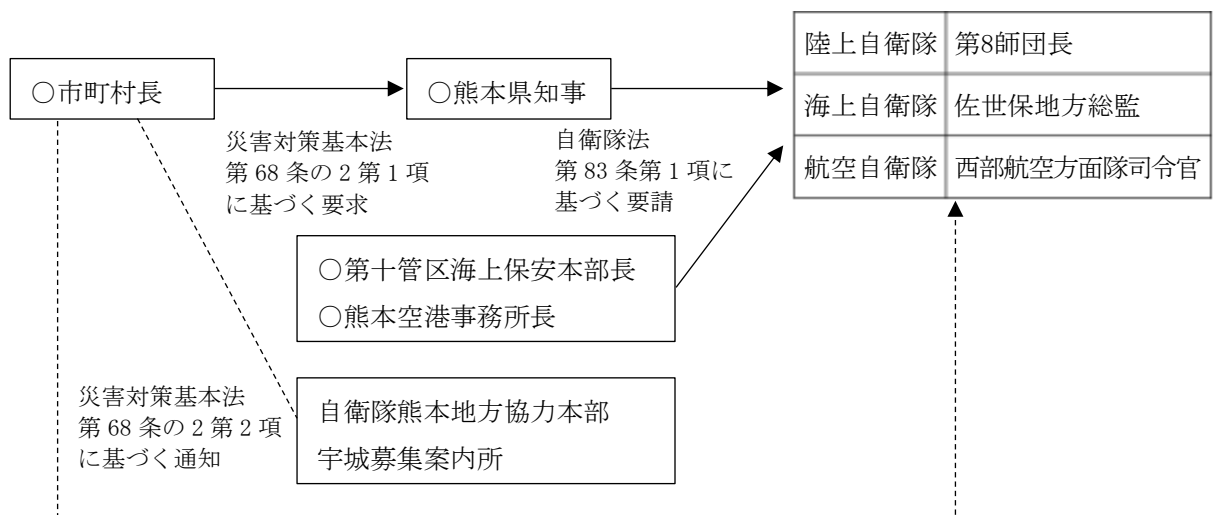 陸上自衛隊 第8師団長
○市町村長
○熊本県知事
海上自衛隊 佐世保地方総監
災害対策基本法
第 68 条の 2 第 1 項
に基づく要求
自衛隊法
第 83 条第 1 項に
基づく要請
航空自衛隊 西部航空方面隊司令官
○第十管区海上保安本部長
○熊本空港事務所長
災害対策基本法
第 68 条の 2 第 2 項
に基づく通知
自衛隊熊本地方協力本部
宇城募集案内所